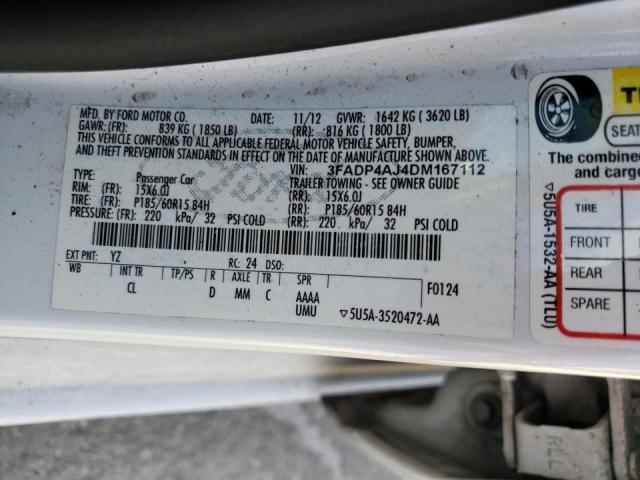 MFD. BY FORD MOTOR CO.
DATE: 11/12 GVWR: 1642 KG ( 3620 LB)
GAWR: (FR): 839 KG ( 1850 LB) (RR): 816 KG ( 1800 LB)
THIS VEHICLE CONFORMS TO ALL APPLICABLE FEDERAL MOTOR VEHICLE SAFETY, BUMPER,
AND THEFT PREVENTION STANDARDS IN EFFECT ON THE DATE OF MANUFACTURE SHOWN ABOVE.
VIN: 3FADP4AJ4DM167112
TYPE: Passenger Car TRAILER TOWING - SEE OWNER GUIDE
RIM: (FR): 15X6.0J (RR): 15X6.0J
TIRE: (FR): P185/60R15 84H (RR): P185/60R15 84H
PRESSURE: (FR): 220 kPa/ 32 PSI COLD (RR): 220 kPa/ 32 PSI COLD
EXT PNT: YZ RC: 24 DSO:
WB INT TR TP/PS R AXLE TR SPR F0124
CL D MM C AAAA
UMU ▽5U5A-3520472-AA
SEAT
The combine
and cargo
TIRE
FRONT
REAR
SPARE
▽5U5A-1532-AA (TLU)
RLL